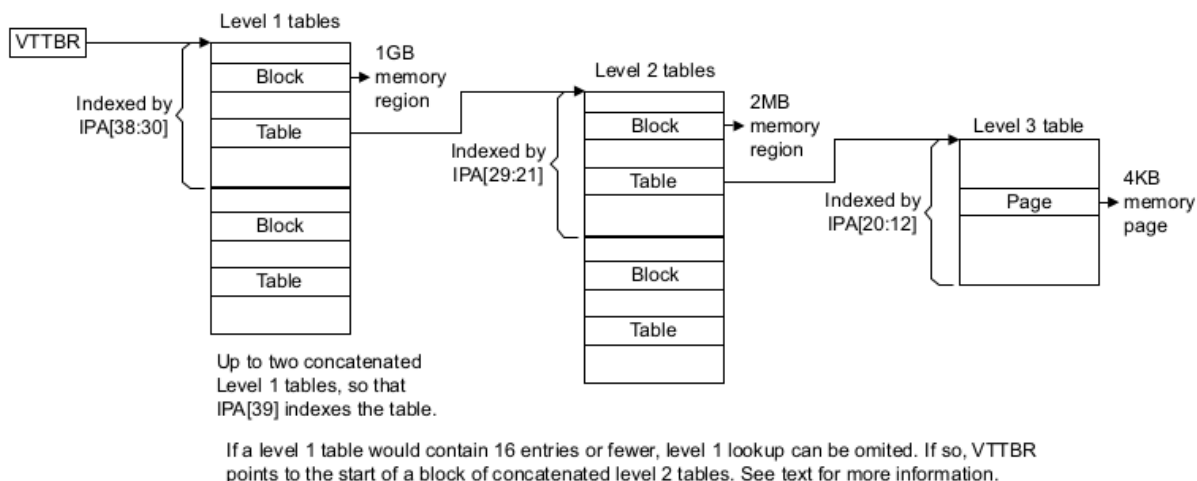 Level 1 tables
VTTBR
Block
1GB
memory
region
Indexed by
IPA[38:30]
Table
Block
Table
Up to two concatenated
Level 1 tables, so that
IPA[39] indexes the table.
Level 2 tables
Block
2MB
memory
region
Indexed by
IPA[29:21]
Table
Block
Table
Level 3 table
Indexed by
IPA[20:12]
Page
4KB
memory
page
If a level 1 table would contain 16 entries or fewer, level 1 lookup can be omited. If so, VTTBR
points to the start of a block of concatenated level 2 tables. See text for more information.